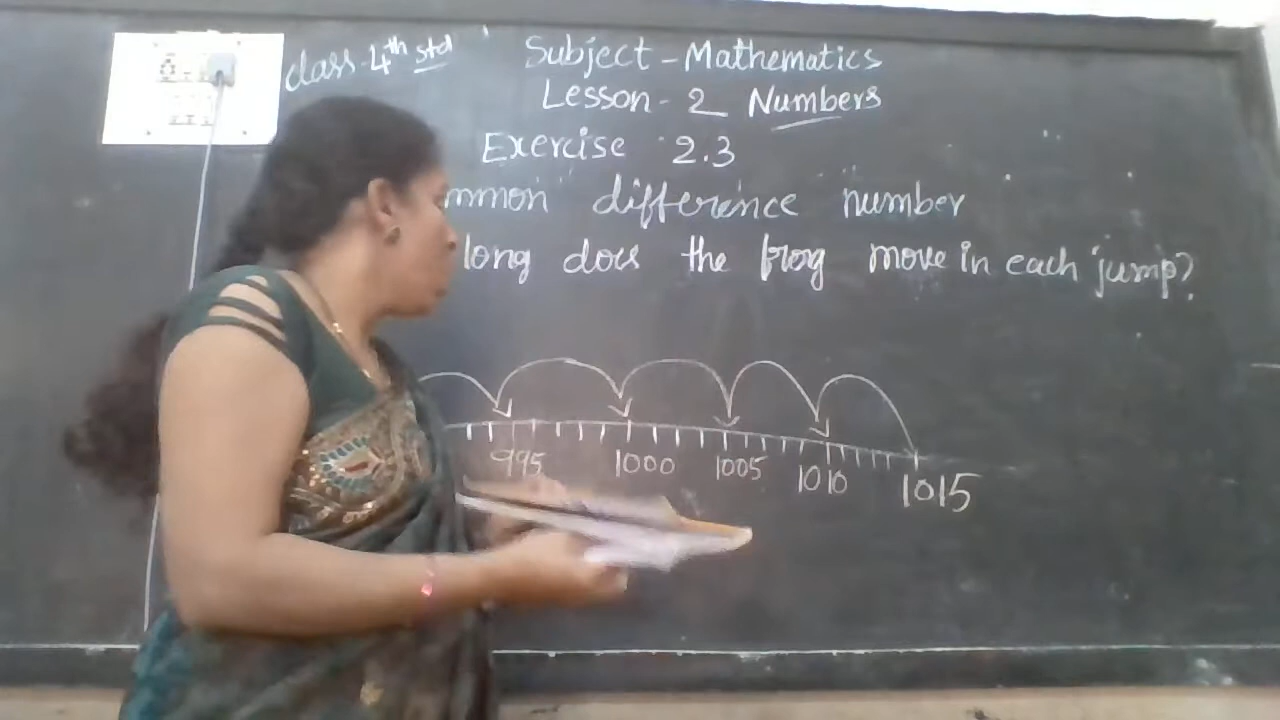 class-4th std Subject - Mathematics
Lesson - 2 Numbers
Exercise 2.3
mmon difference number
long does the frog move in each jump?
995 1000 1005 1010 1015